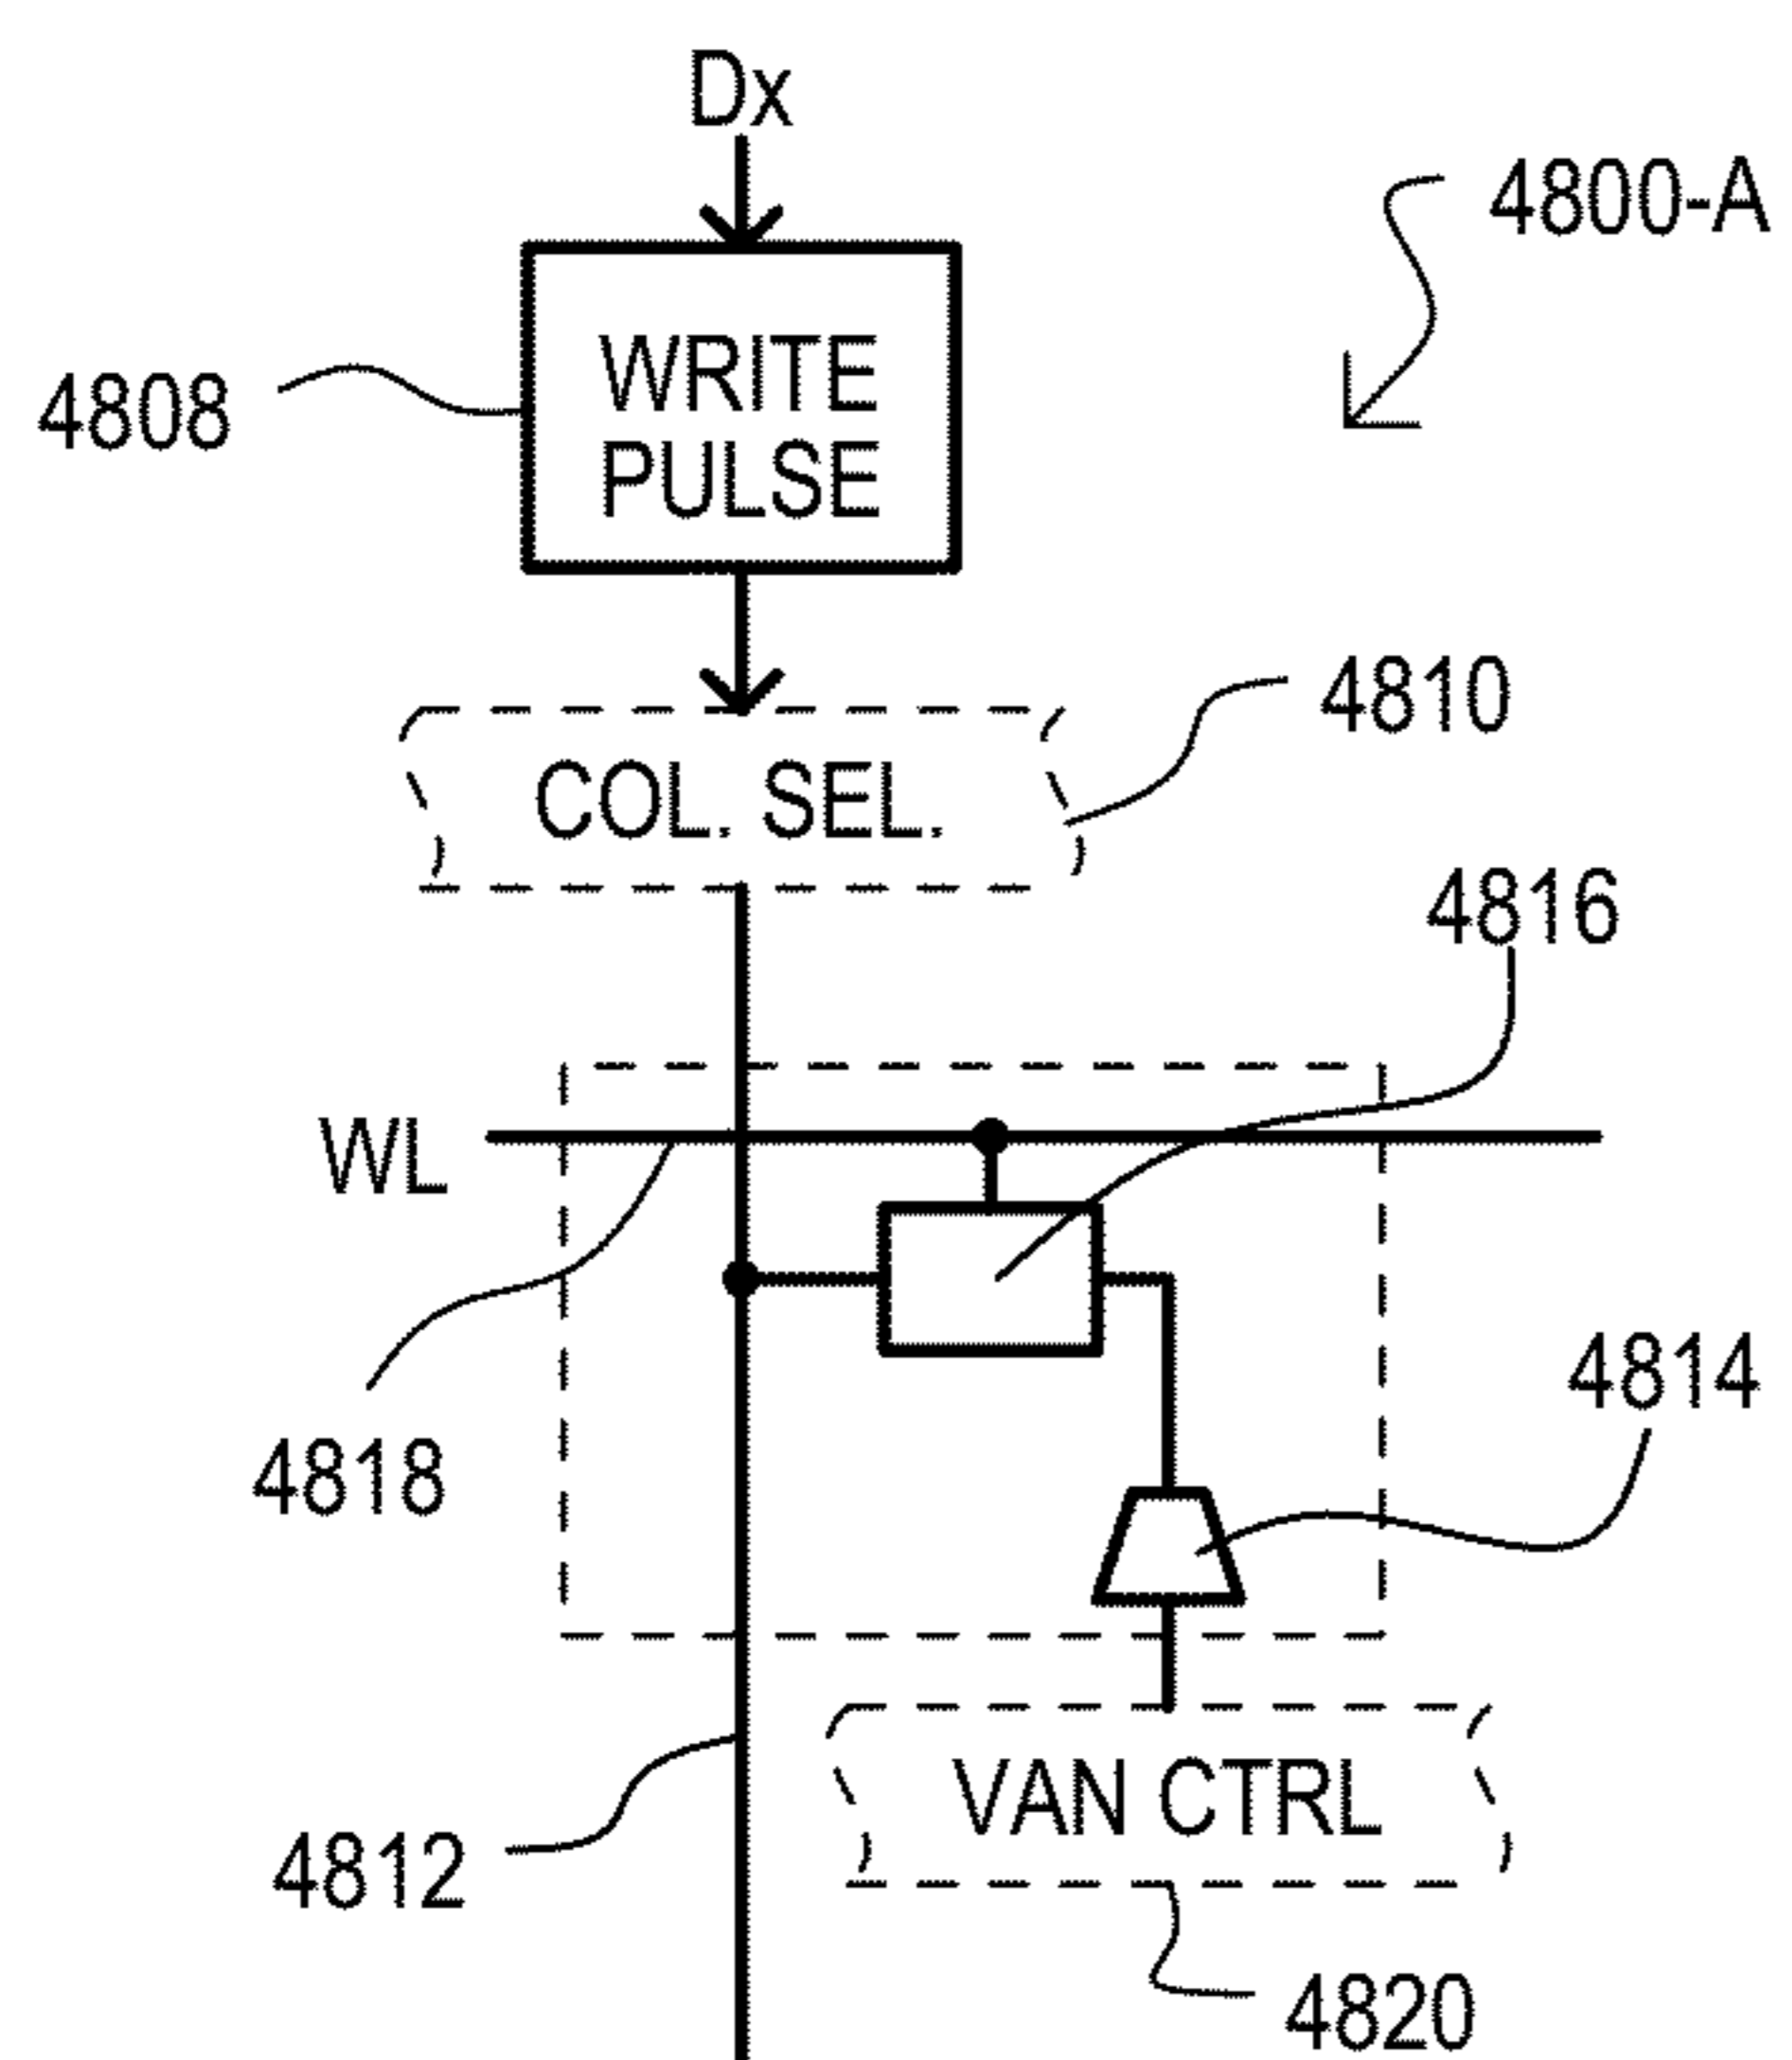 Dx
4800-A
WRITE
PULSE
4808
4810
COL. SEL.
4816
WL
4814
4818
VAN CTRL
4812
4820